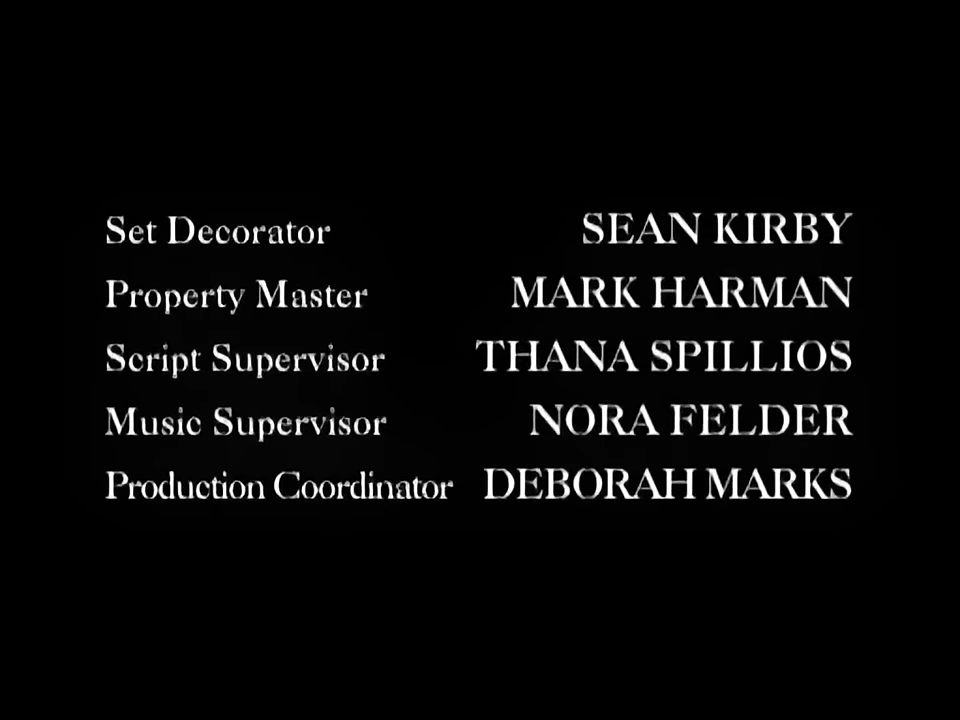 Set Decorator SEAN KIRBY
Property Master MARK HARMAN
Script Supervisor THANA SPILLIOS
Music Supervisor NORA FELDER
Production Coordinator DEBORAH MARKS